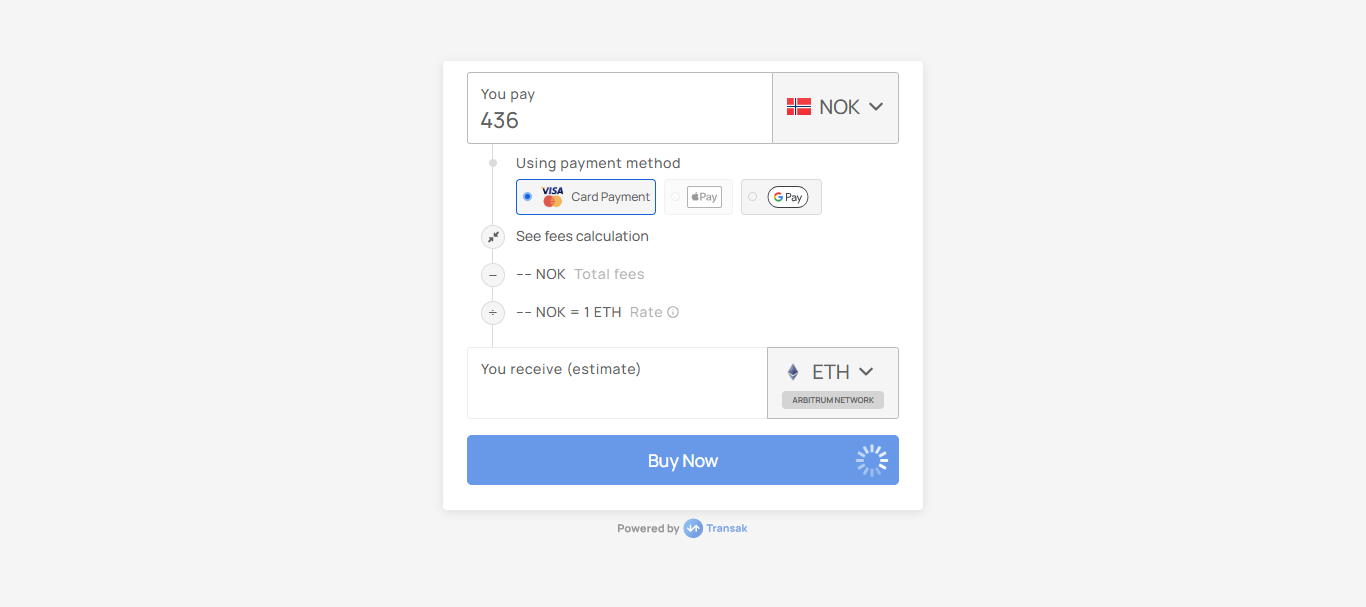 You pay
436
NOK
Using payment method
VISA Card Payment
Pay
G Pay
See fees calculation
– -- NOK Total fees
÷ -- NOK = 1 ETH Rate
You receive (estimate)
ETH
ARBITRUM NETWORK
Buy Now
Powered by Transak